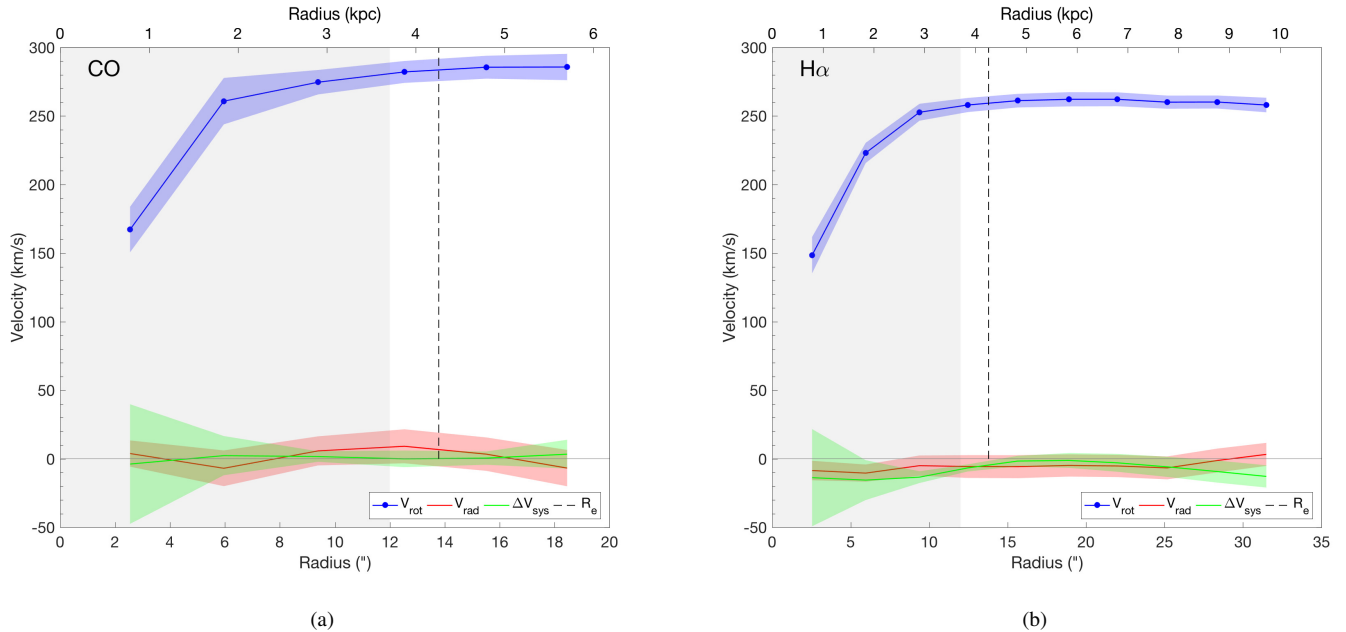 Radius (kpc)
0 1 2 3 4 5 6
300
250
200
150
100
50
0
-50
Velocity (km/s)
CO
V_rot V_rad ΔV_sys R_e
0 2 4 6 8 10 12 14 16 18 20
Radius (")
(a)
Radius (kpc)
0 1 2 3 4 5 6 7 8 9 10
300
250
200
150
100
50
0
-50
Velocity (km/s)
Hα
V_rot V_rad ΔV_sys R_e
0 5 10 15 20 25 30 35
Radius (")
(b)